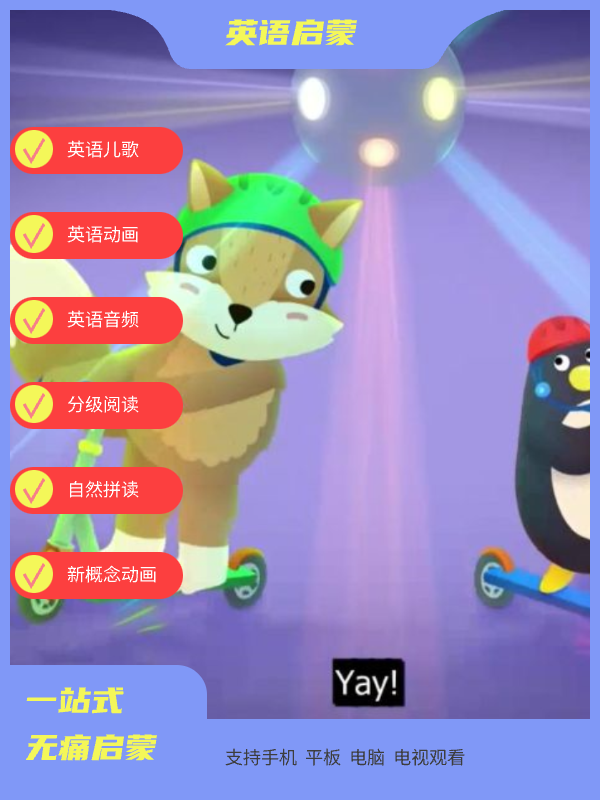 英语启蒙
英语儿歌
英语动画
英语音频
分级阅读
自然拼读
新概念动画
Yay!
一站式
无痛启蒙
支持手机 平板 电脑 电视观看